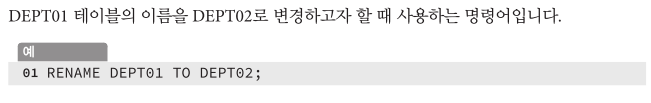 DEPT01 테이블의 이름을 DEPT02로 변경하고자 할 때 사용하는 명령어입니다.
예
01 RENAME DEPT01 TO DEPT02;